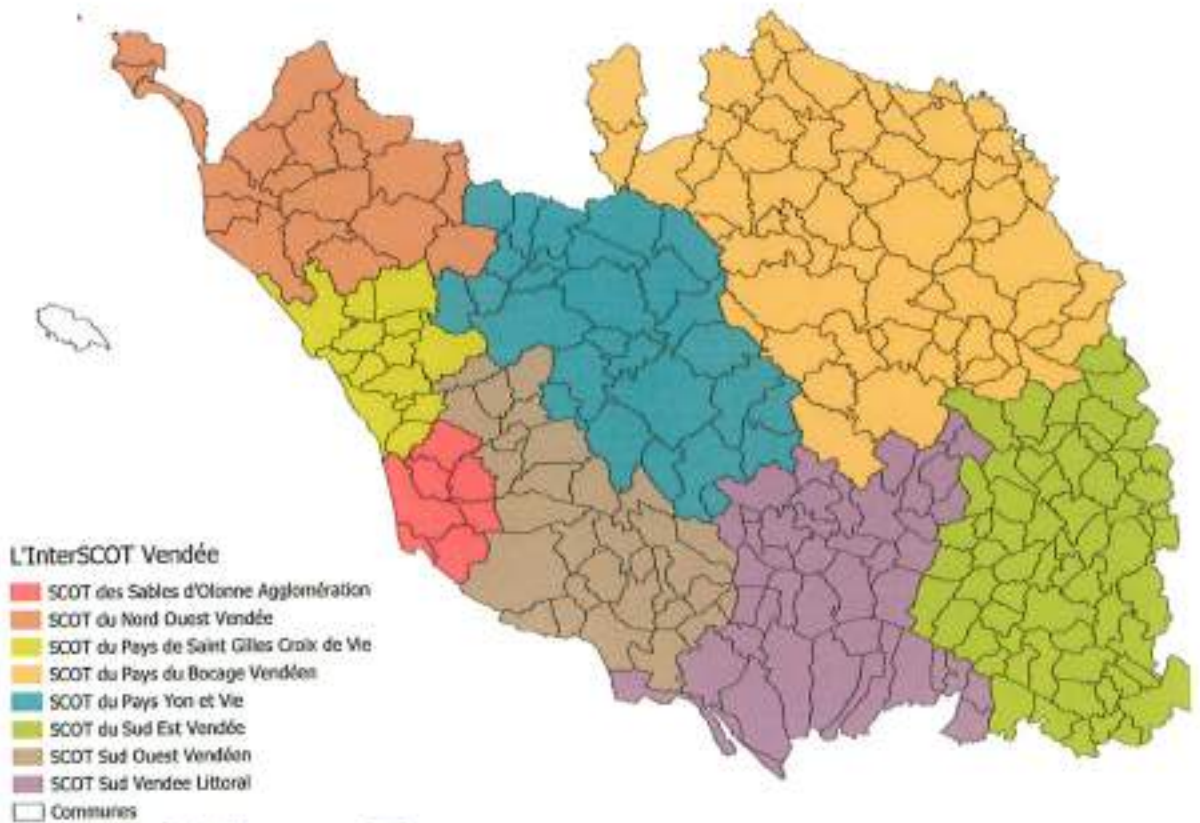 L'InterSCOT Vendée
SCOT des Sables d'Olonne Agglomération
SCOT du Nord Ouest Vendée
SCOT du Pays de Saint Gilles Croix de Vie
SCOT du Pays du Bocage Vendéen
SCOT du Pays Yon et Vie
SCOT du Sud Est Vendée
SCOT Sud Ouest Vendéen
SCOT Sud Vendee Littoral
Communes